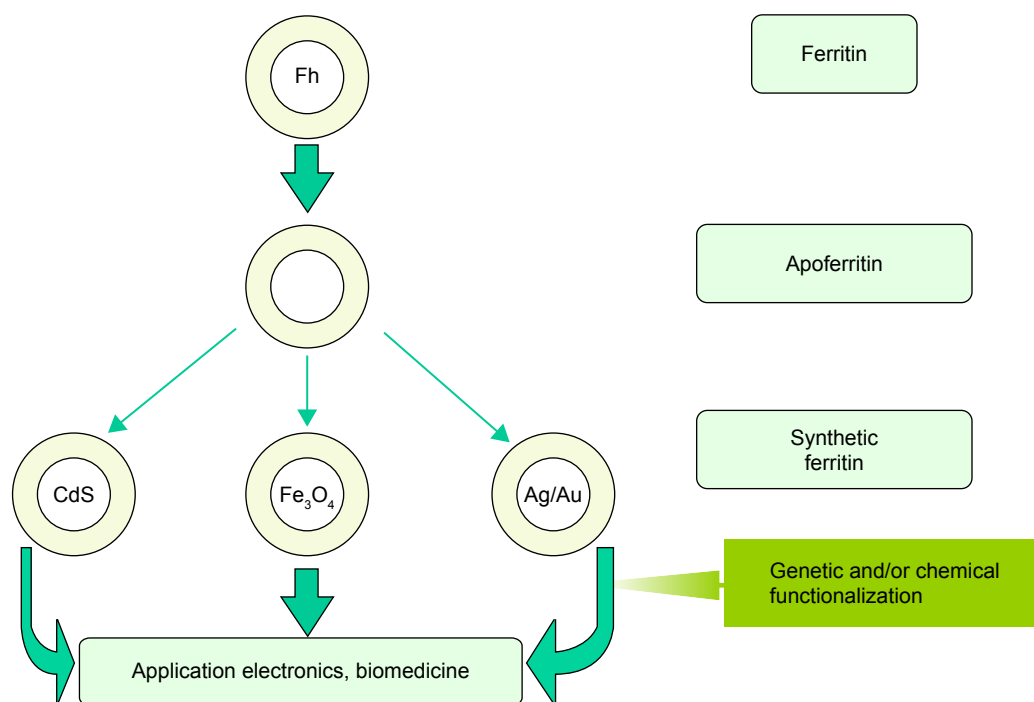 Fh
Ferritin
Apoferritin
CdS
Fe₃O₄
Ag/Au
Synthetic
ferritin
Genetic and/or chemical
functionalization
Application electronics, biomedicine